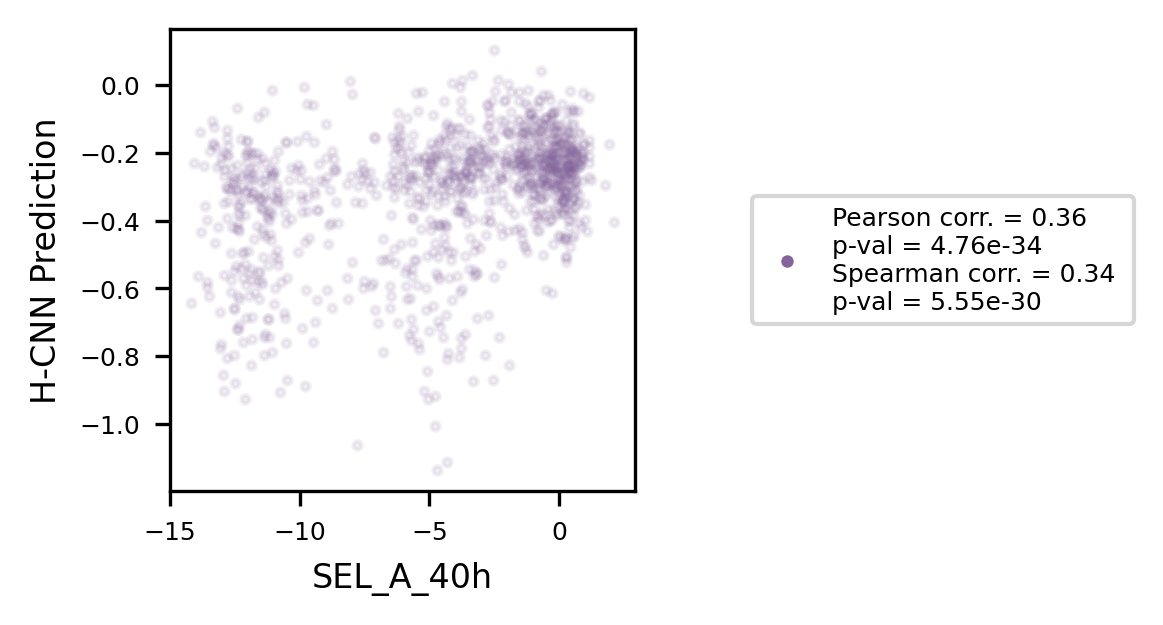 0.0
−0.2
−0.4
−0.6
−0.8
−1.0
H-CNN Prediction
−15
−10
−5
0
SEL_A_40h
Pearson corr. = 0.36
p-val = 4.76e-34
Spearman corr. = 0.34
p-val = 5.55e-30